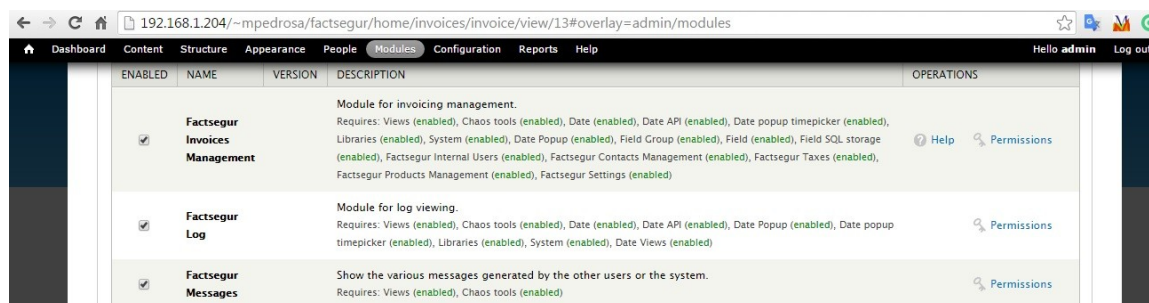 192.168.1.204/~mpedrosa/factsegur/home/invoices/invoice/view/13#overlay=admin/modules
Dashboard Content Structure Appearance People Modules Configuration Reports Help Hello admin Log out
ENABLED NAME VERSION DESCRIPTION OPERATIONS
Factsegur
Invoices
Management
Module for invoicing management.
Requires: Views (enabled), Chaos tools (enabled), Date (enabled), Date API (enabled), Date popup timepicker (enabled),
Libraries (enabled), System (enabled), Date Popup (enabled), Field Group (enabled), Field (enabled), Field SQL storage
(enabled), Factsegur Internal Users (enabled), Factsegur Contacts Management (enabled), Factsegur Taxes (enabled),
Factsegur Products Management (enabled), Factsegur Settings (enabled)
Help Permissions
Factsegur
Log
Module for log viewing.
Requires: Views (enabled), Chaos tools (enabled), Date (enabled), Date API (enabled), Date Popup (enabled), Date popup
timepicker (enabled), Libraries (enabled), System (enabled), Date Views (enabled)
Permissions
Factsegur
Messages
Show the various messages generated by the other users or the system.
Requires: Views (enabled), Chaos tools (enabled)
Permissions